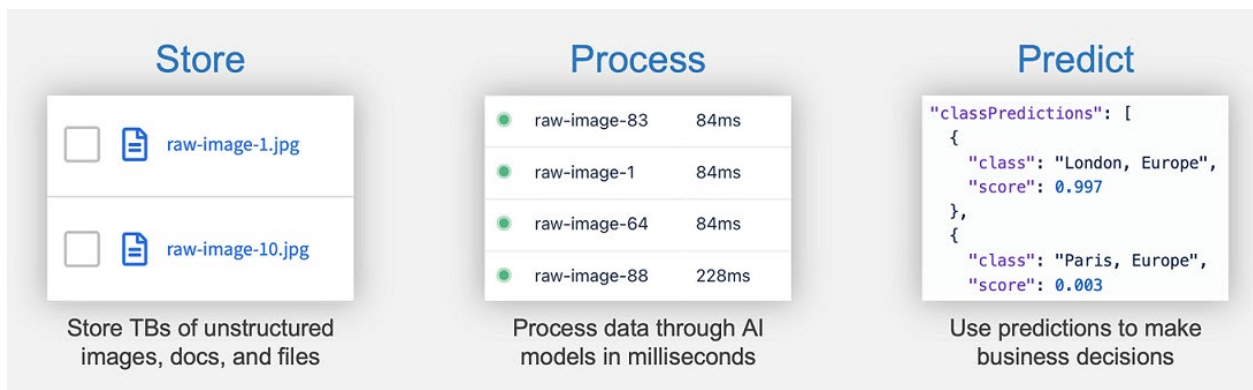 Store
raw-image-1.jpg
raw-image-10.jpg
Store TBs of unstructured
images, docs, and files
Process
raw-image-83 84ms
raw-image-1 84ms
raw-image-64 84ms
raw-image-88 228ms
Process data through AI
models in milliseconds
Predict
"classPredictions": [
{
"class": "London, Europe",
"score": 0.997
},
{
"class": "Paris, Europe",
"score": 0.003
Use predictions to make
business decisions